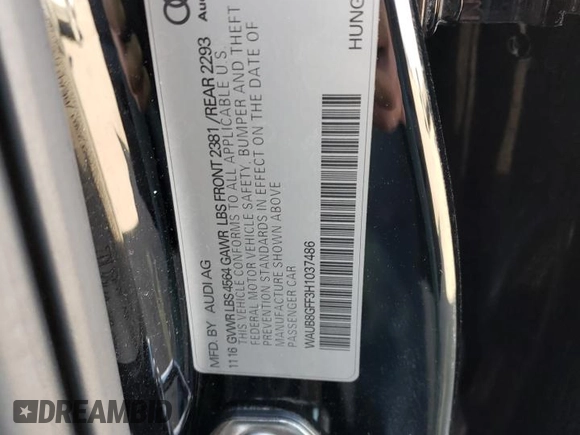 Au
HUNG
MFD. BY AUDI AG
11 16 GVWR LBS 4564 GAWR LBS FRONT 2381/REAR 2293
THIS VEHICLE CONFORMS TO ALL APPLICABLE U.S.
FEDERAL MOTOR VEHICLE SAFETY, BUMPER AND THEFT
PREVENTION STANDARDS IN EFFECT ON THE DATE OF
MANUFACTURE SHOWN ABOVE
PASSENGER CAR
WAUB8GFF3H1037486
DREAMBID